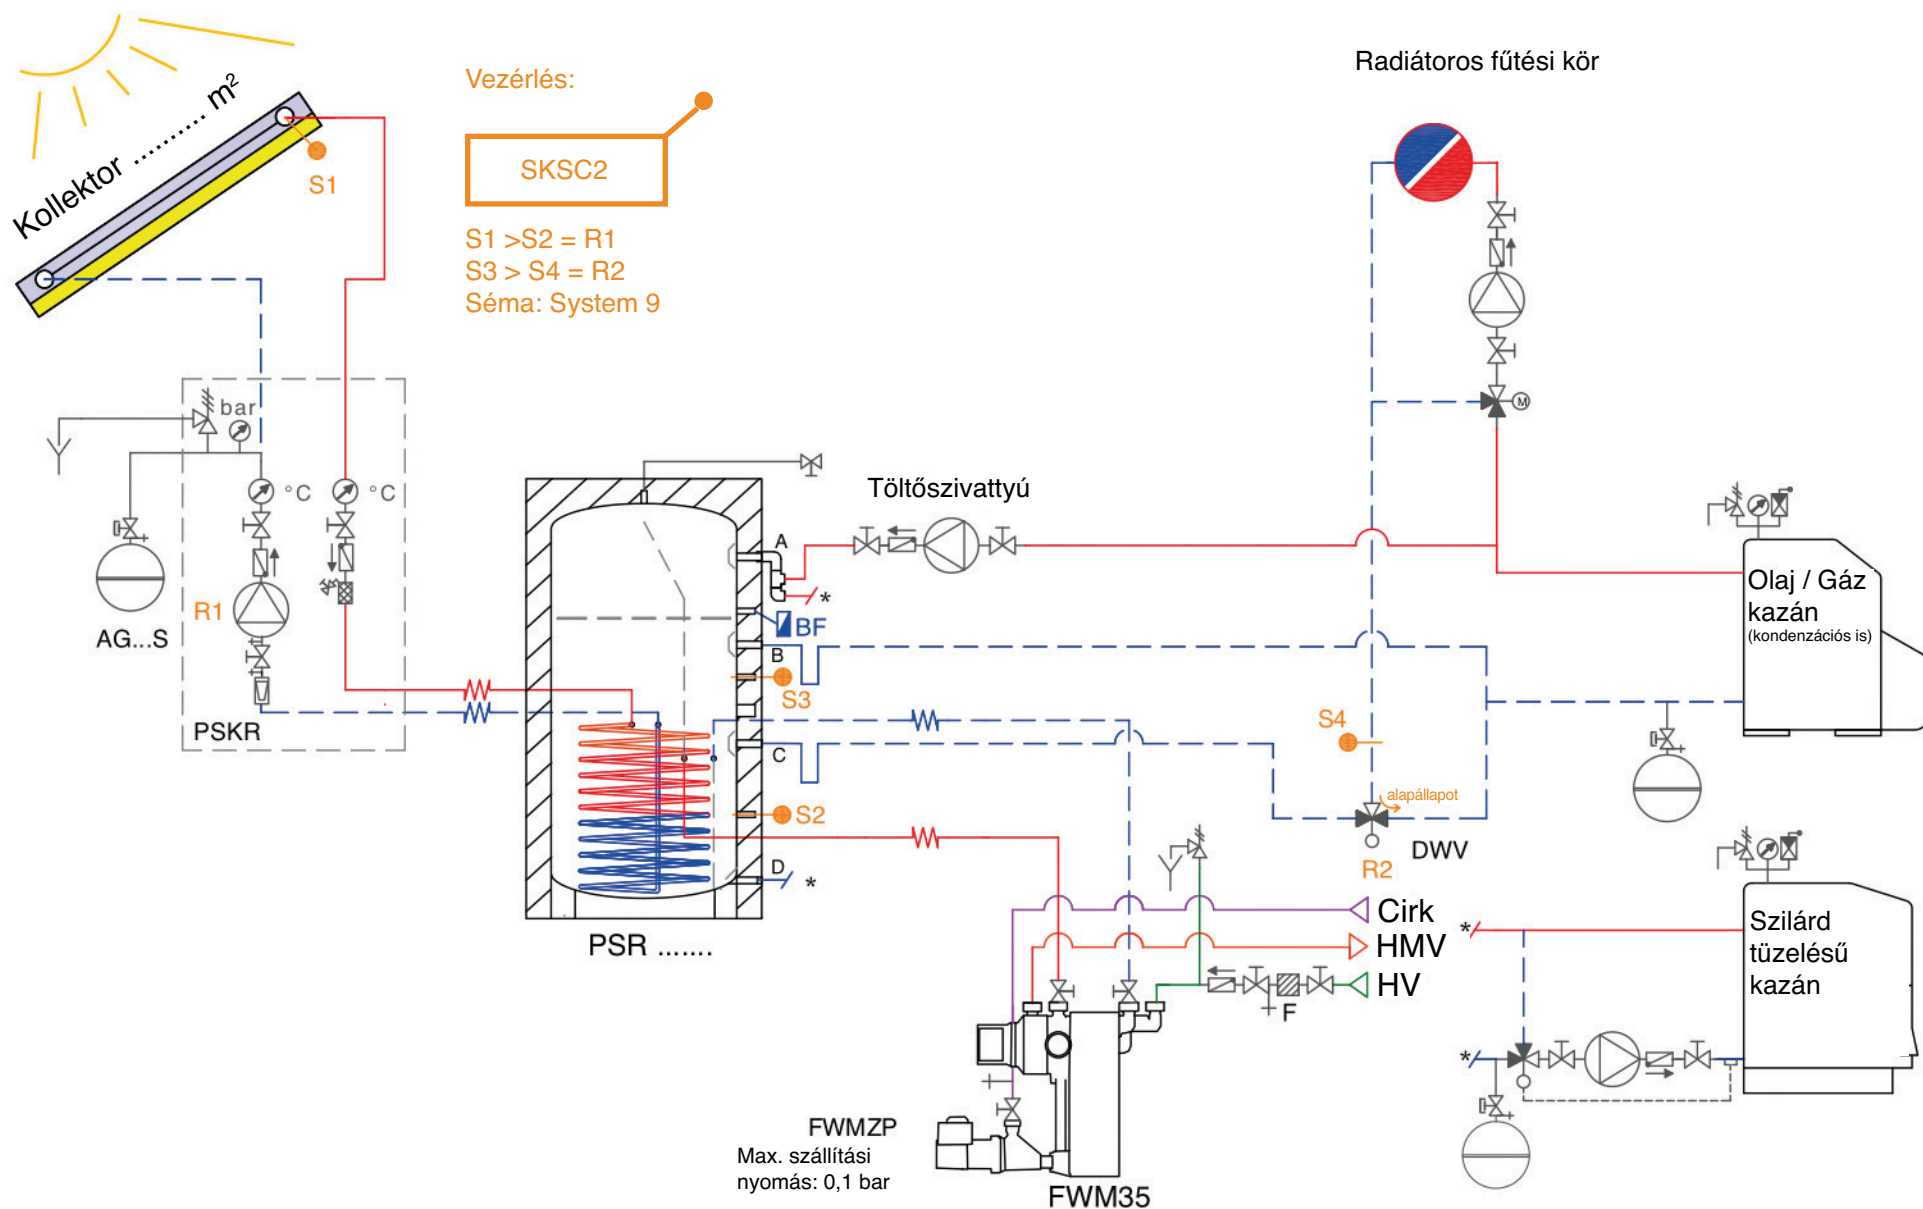 Radiátoros fűtési kör
Vezérlés:
Kollektor .......... m²
SKSC2
S1
S1 >S2 = R1
S3 > S4 = R2
Séma: System 9
M
bar
°C
°C
Töltőszivattyú
A
*
Olaj / Gáz
kazán
(kondenzációs is)
R1
BF
AG...S
B
S3
PSKR
S4
C
alapállapot
S2
DWV
R2
D
*
Cirk
HMV
HV
F
PSR .......
*
Szilárd
tüzelésű
kazán
*
FWMZP
Max. szállítási
nyomás: 0,1 bar
FWM35